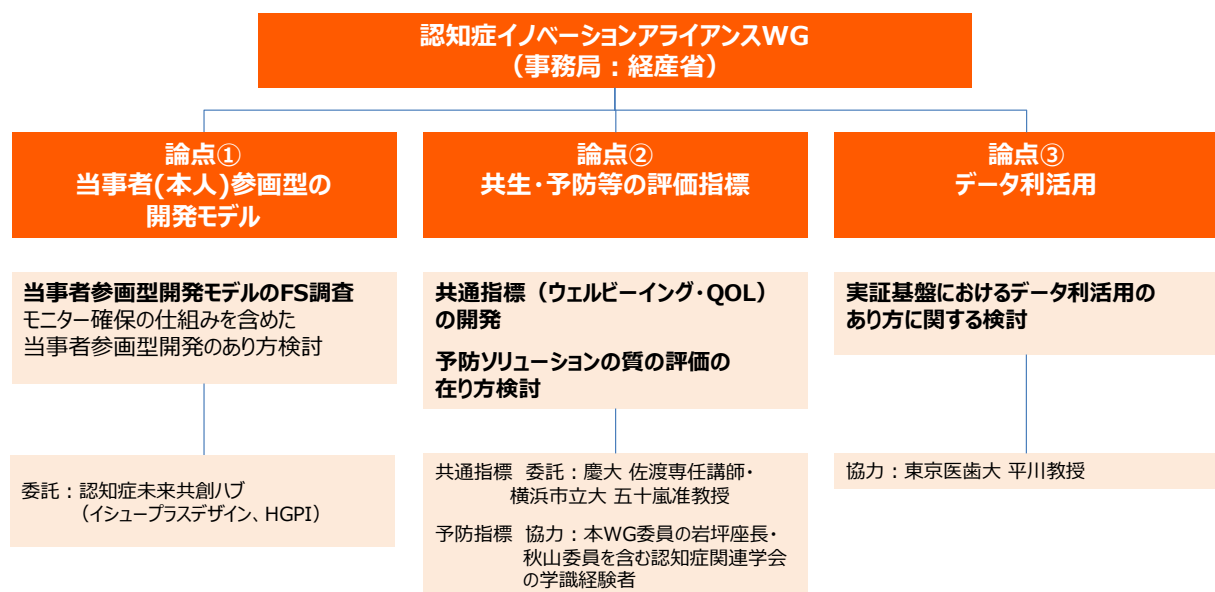 認知症イノベーションアライアンスWG
（事務局：経産省）
論点①
当事者(本人)参画型の
開発モデル
当事者参画型開発モデルのFS調査
モニター確保の仕組みを含めた
当事者参画型開発のあり方検討
委託：認知症未来共創ハブ
（イシュープラスデザイン、HGPI）
論点②
共生・予防等の評価指標
共通指標（ウェルビーイング・QOL）
の開発
予防ソリューションの質の評価の
在り方検討
共通指標 委託：慶大 佐渡専任講師・
横浜市立大 五十嵐准教授
予防指標 協力：本WG委員の岩坪座長・
秋山委員を含む認知症関連学会
の学識経験者
論点③
データ利活用
実証基盤におけるデータ利活用の
あり方に関する検討
協力：東京医歯大 平川教授